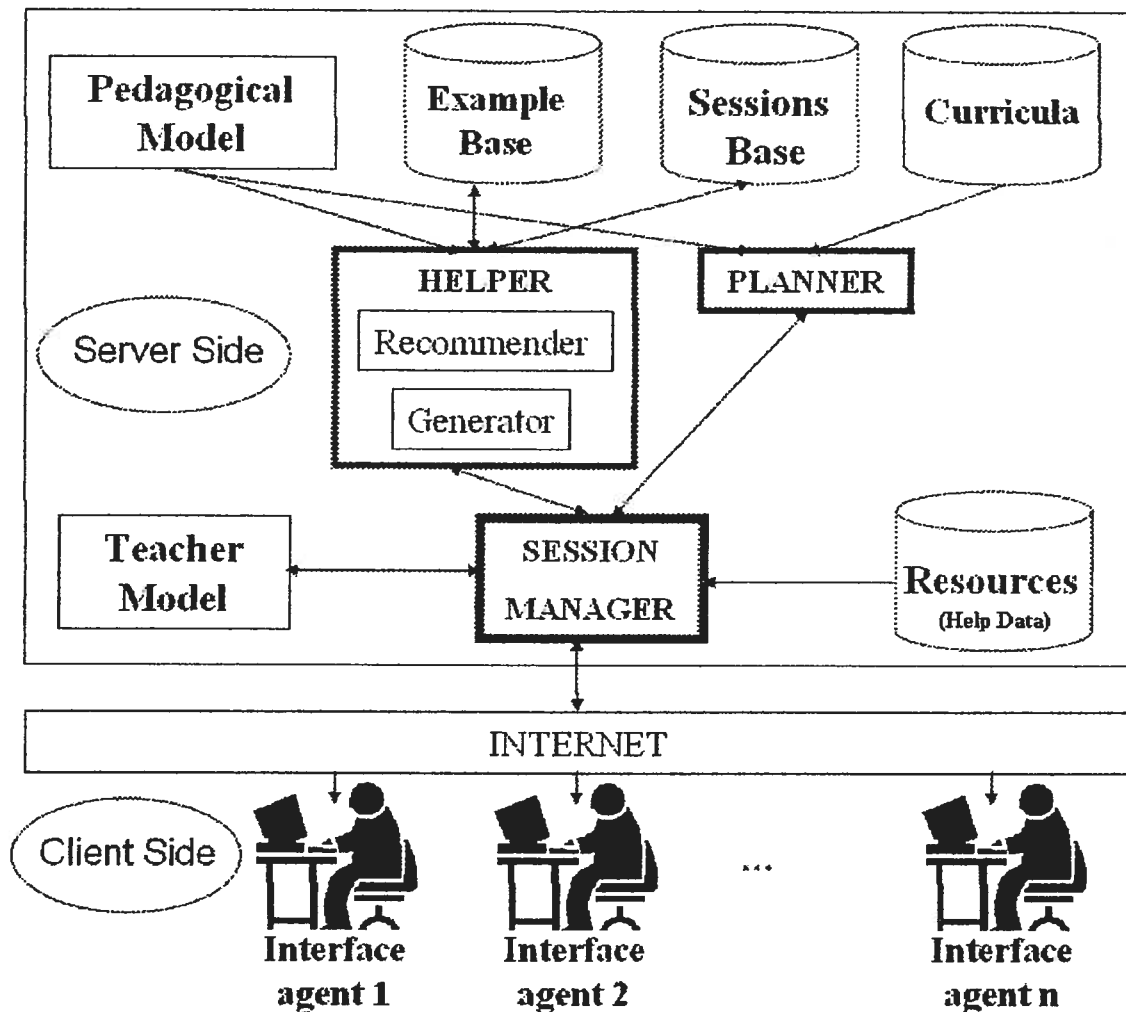 Pedagogical
Model
Example
Base
Sessions
Base
Curricula
HELPER
Recommender
Generator
PLANNER
Server Side
Teacher
Model
SESSION
MANAGER
Resources
(Help Data)
INTERNET
Client Side
...
Interface
agent 1
Interface
agent 2
Interface
agent n